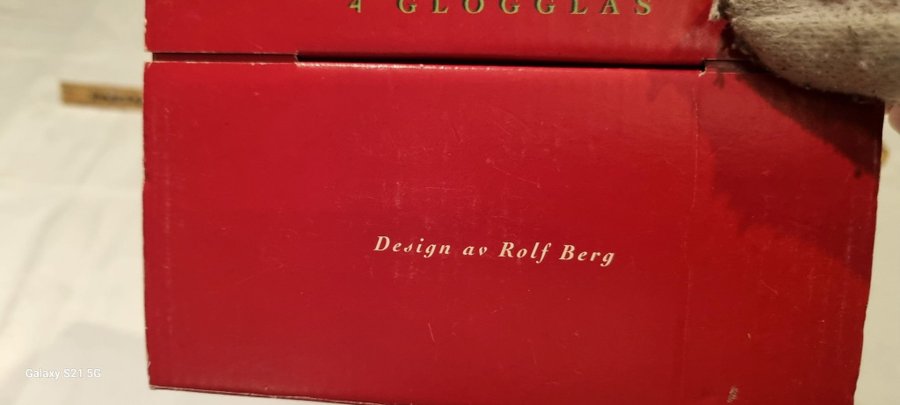 4 GLÖGGLAS
Design av Rolf Berg
Galaxy S21 5G